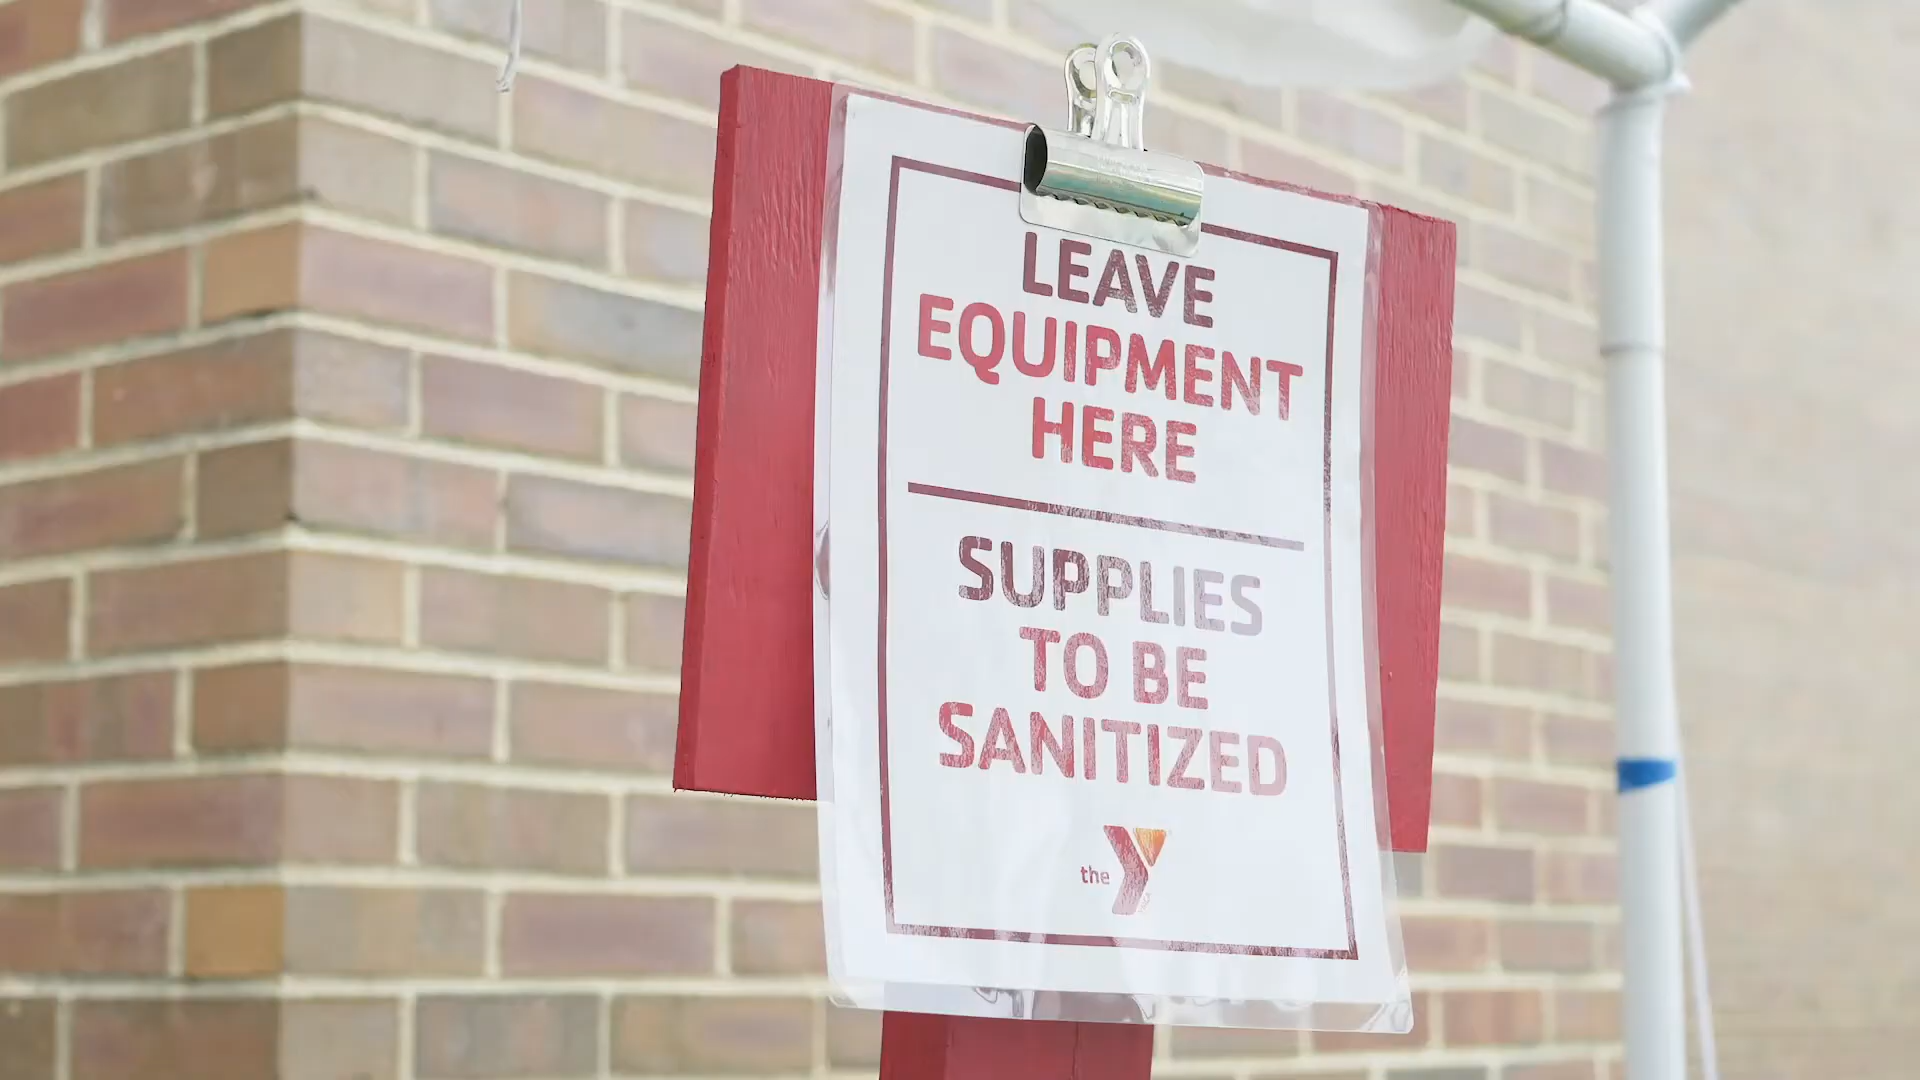 LEAVE
EQUIPMENT
HERE
SUPPLIES
TO BE
SANITIZED
the Y